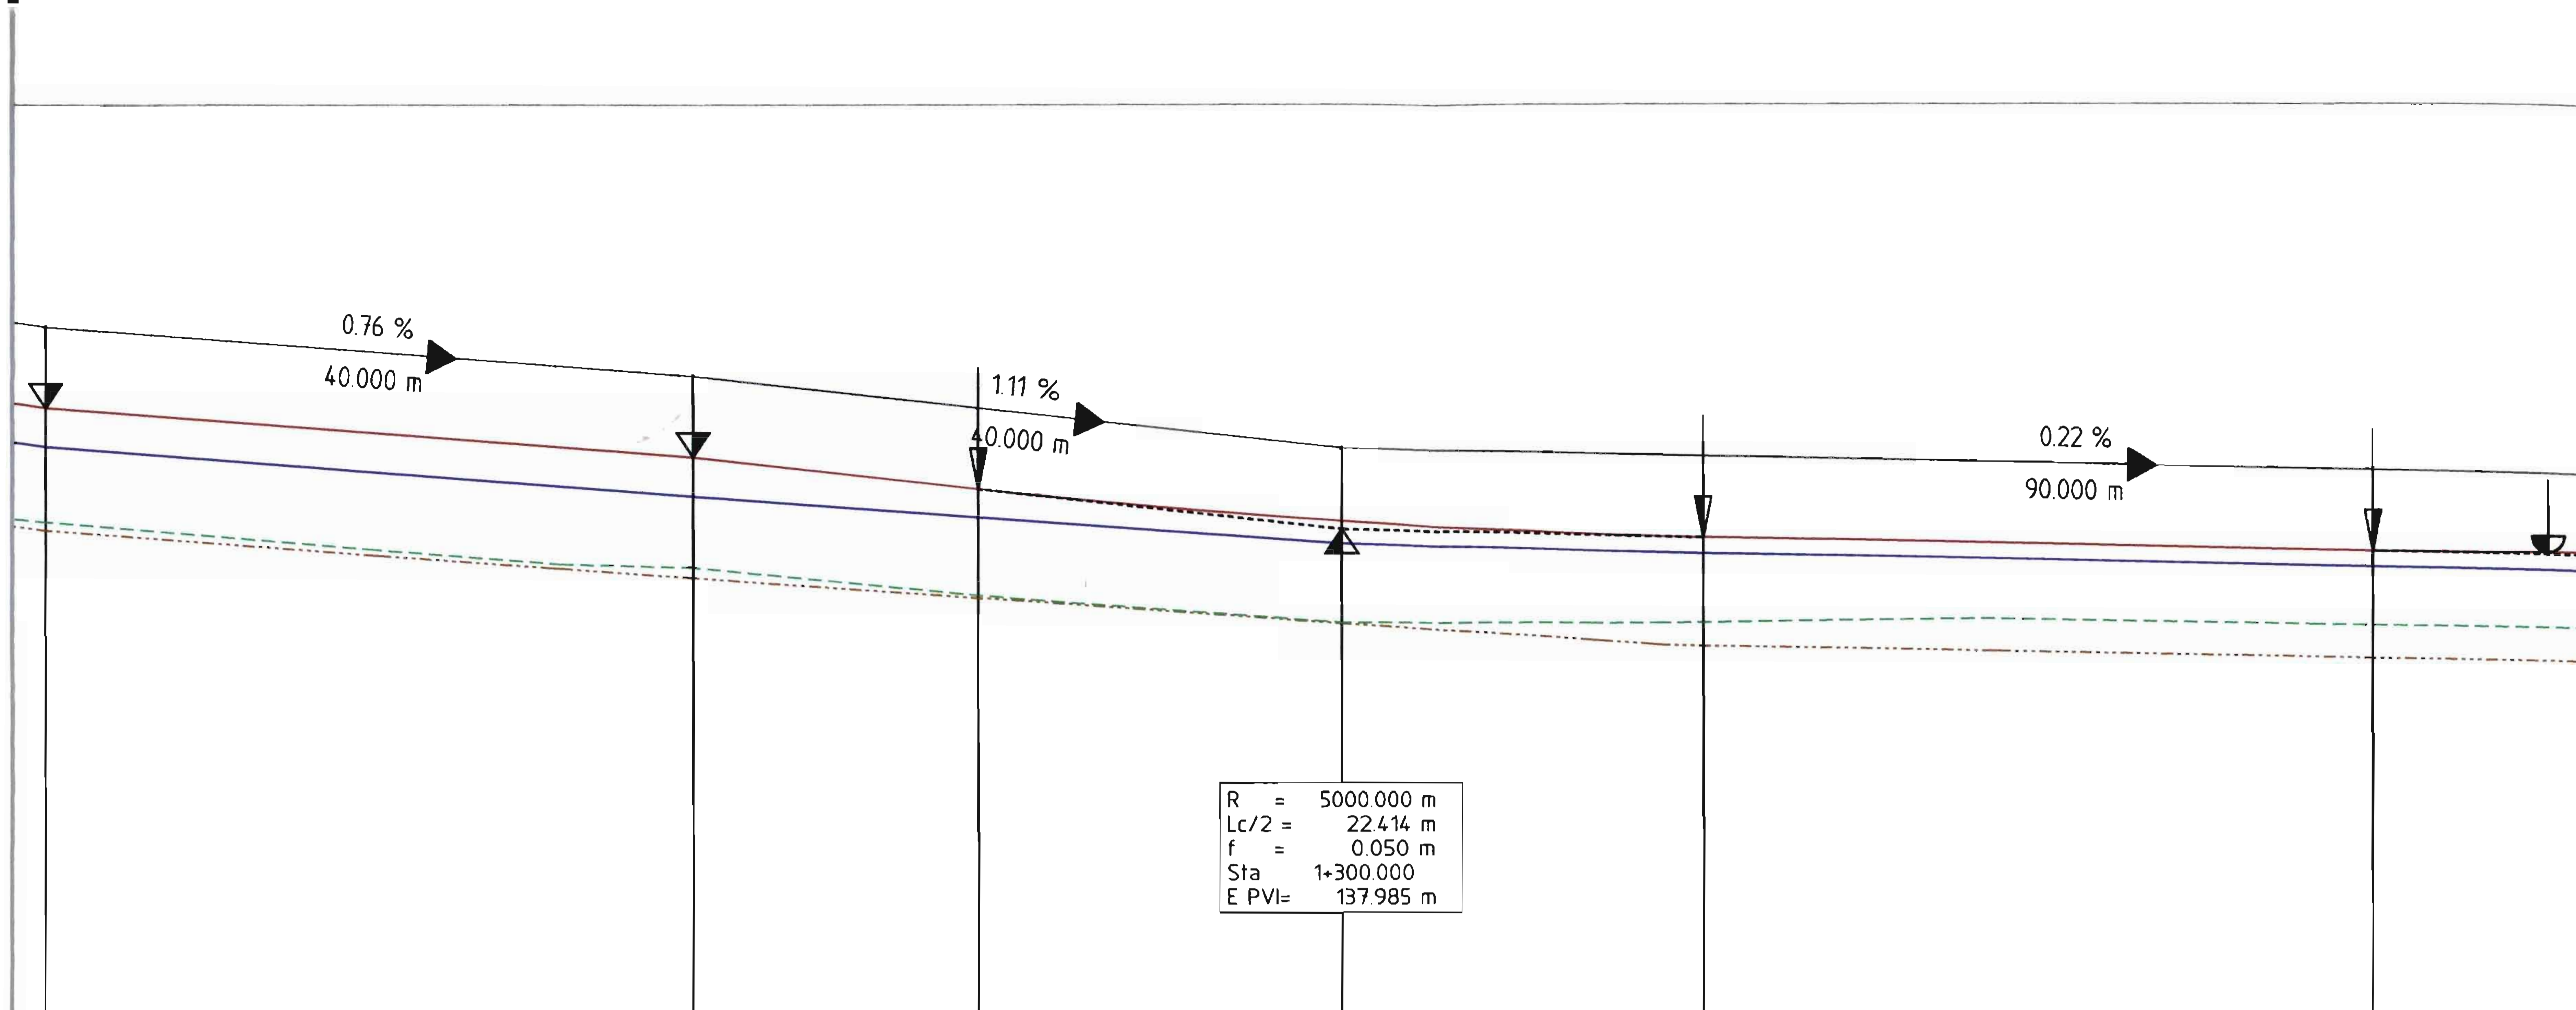 0.76 %
40.000 m
1.11 %
40.000 m
0.22 %
90.000 m
R = 5000.000 m
Lc/2 = 22.414 m
f = 0.050 m
Sta 1+300.000
E PVI= 137.985 m